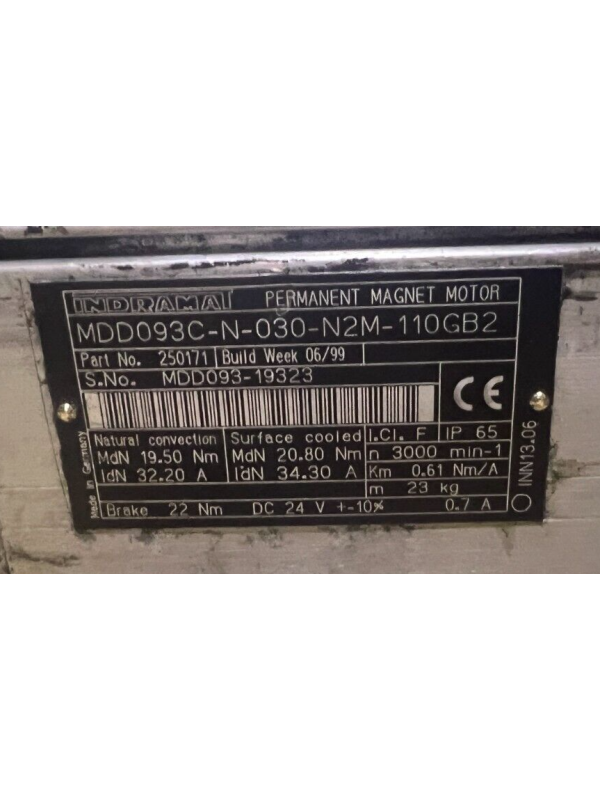 INDRAMAT PERMANENT MAGNET MOTOR
MDD093C-N-030-N2M-110GB2
Part No. 250171 Build Week 06/99
S.No. MDD093-19323
CE
Natural convection Surface cooled I.Cl. F IP 65
MdN 19.50 Nm MdN 20.80 Nm n 3000 min-1
IdN 32.20 A IdN 34.30 A Km 0.61 Nm/A
m 23 kg
Brake 22 Nm DC 24 V +-10% 0.7 A
Made in Germany
INN13.06